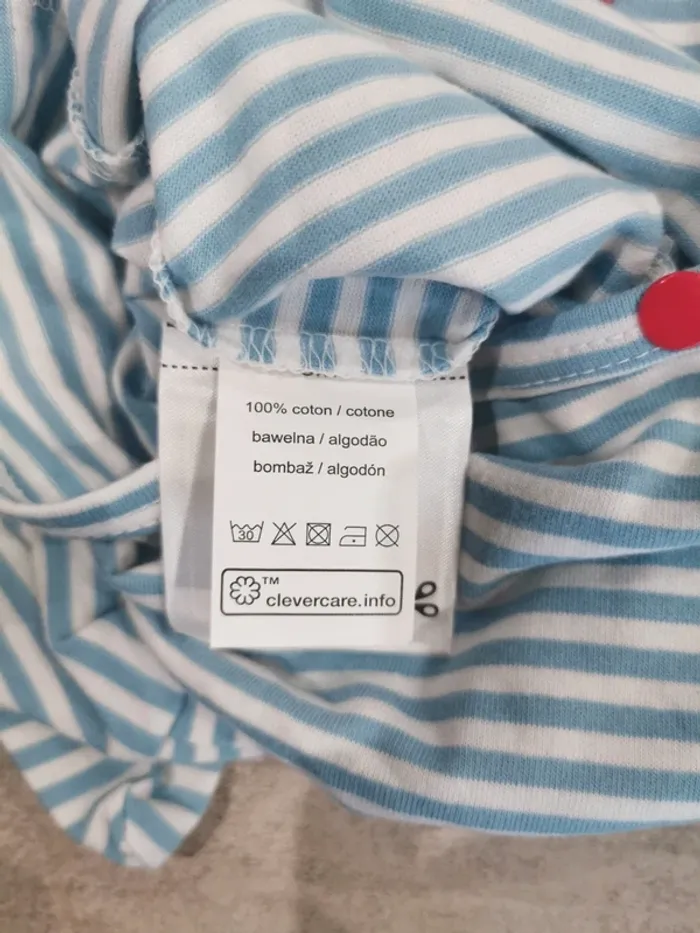 100% coton / cotone
bawełna / algodão
bombaž / algodón
30
TM
clevercare.info